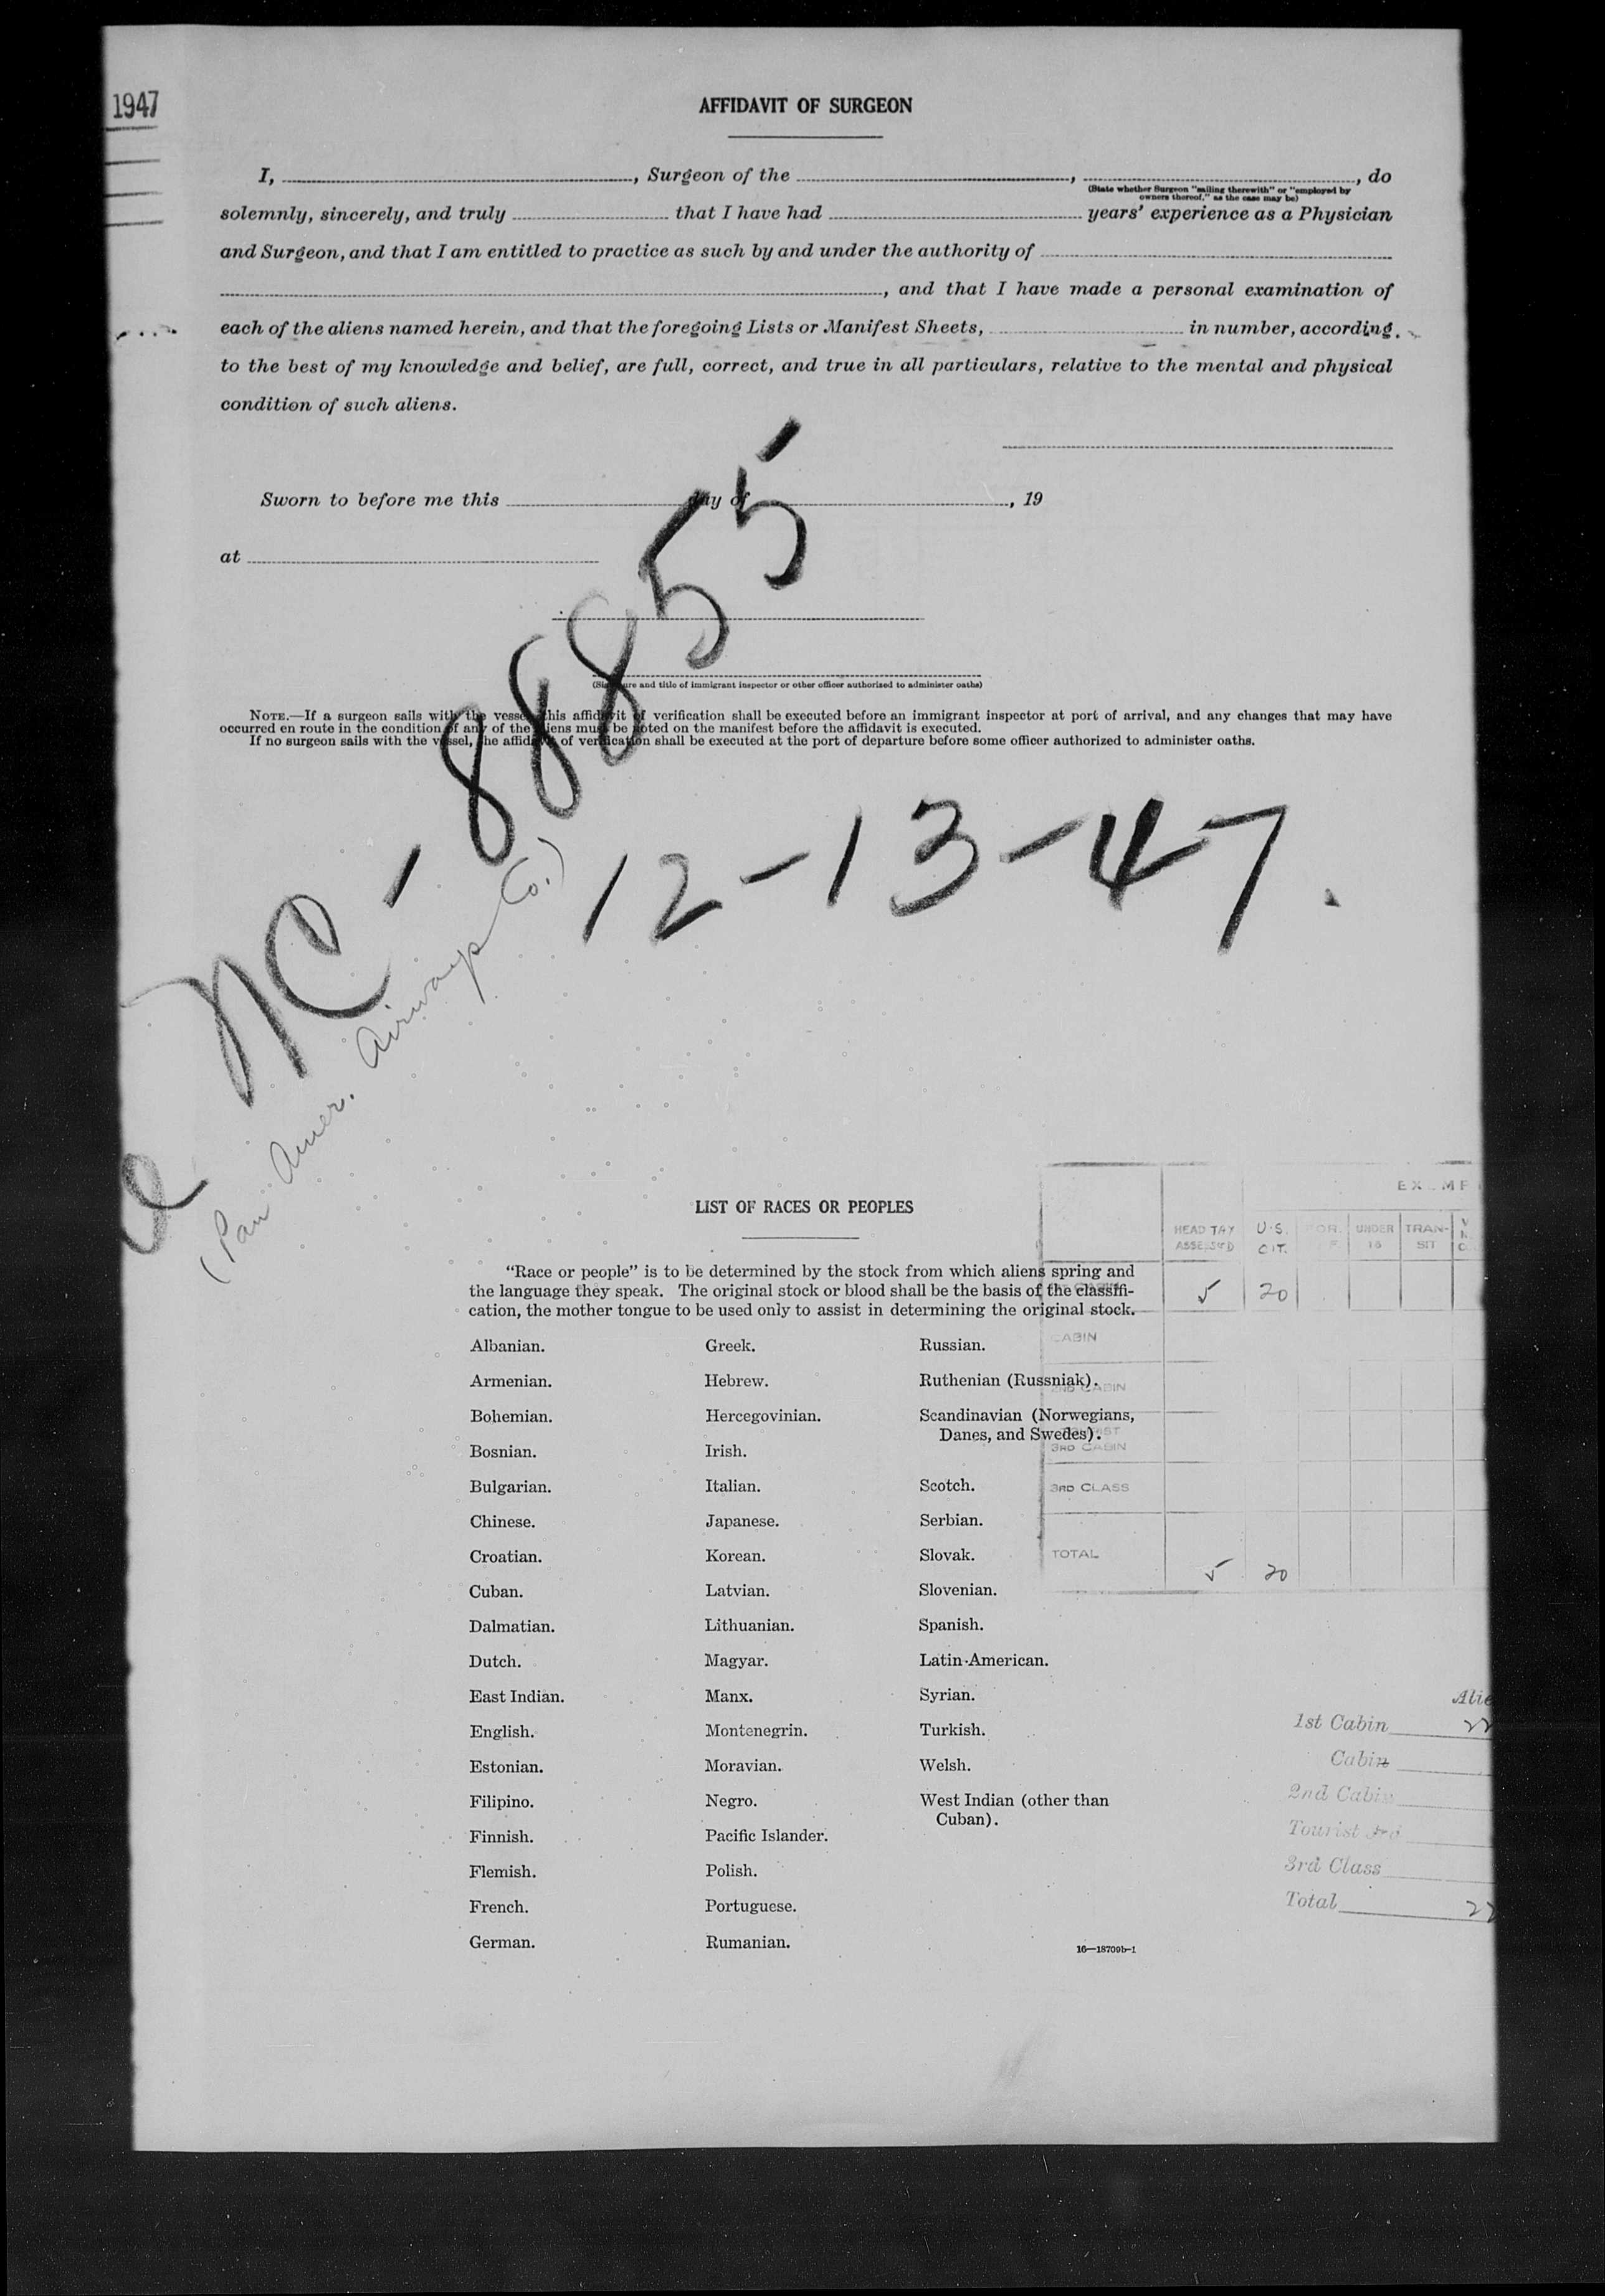 1947
AFFIDAVIT OF SURGEON
I, , Surgeon of the , , do
(State whether Surgeon "sailing therewith" or "employed by
owners thereof," as the case may be)
solemnly, sincerely, and truly that I have had years' experience as a Physician
and Surgeon, and that I am entitled to practice as such by and under the authority of
, and that I have made a personal examination of
each of the aliens named herein, and that the foregoing Lists or Manifest Sheets, in number, according
to the best of my knowledge and belief, are full, correct, and true in all particulars, relative to the mental and physical
condition of such aliens.
Sworn to before me this day of , 19
at
(Signature and title of immigrant inspector or other officer authorized to administer oaths)
NOTE.—If a surgeon sails with the vessel, this affidavit of verification shall be executed before an immigrant inspector at port of arrival, and any changes that may have
occurred en route in the condition of any of the aliens must be noted on the manifest before the affidavit is executed.
If no surgeon sails with the vessel, the affidavit of verification shall be executed at the port of departure before some officer authorized to administer oaths.
NC - 88855
(Pan Amer. Airways Co.)
12-13-47.
LIST OF RACES OR PEOPLES
"Race or people" is to be determined by the stock from which aliens spring and
the language they speak. The original stock or blood shall be the basis of the classifi-
cation, the mother tongue to be used only to assist in determining the original stock.
Albanian.
Armenian.
Bohemian.
Bosnian.
Bulgarian.
Chinese.
Croatian.
Cuban.
Dalmatian.
Dutch.
East Indian.
English.
Estonian.
Filipino.
Finnish.
Flemish.
French.
German.
Greek.
Hebrew.
Hercegovinian.
Irish.
Italian.
Japanese.
Korean.
Latvian.
Lithuanian.
Magyar.
Manx.
Montenegrin.
Moravian.
Negro.
Pacific Islander.
Polish.
Portuguese.
Rumanian.
Russian.
Ruthenian (Russniak).
Scandinavian (Norwegians,
Danes, and Swedes).
Scotch.
Serbian.
Slovak.
Slovenian.
Spanish.
Latin-American.
Syrian.
Turkish.
Welsh.
West Indian (other than
Cuban).
16—18709b-1
HEAD TAX
ASSESSED
U.S.
CIT.
UNDER
16
TRAN-
SIT
5 20
CABIN
2ND CABIN
3RD CABIN
3RD CLASS
TOTAL 5 20
Alie
1st Cabin 22
Cabin
2nd Cabin
Tourist 3rd
3rd Class
Total 22